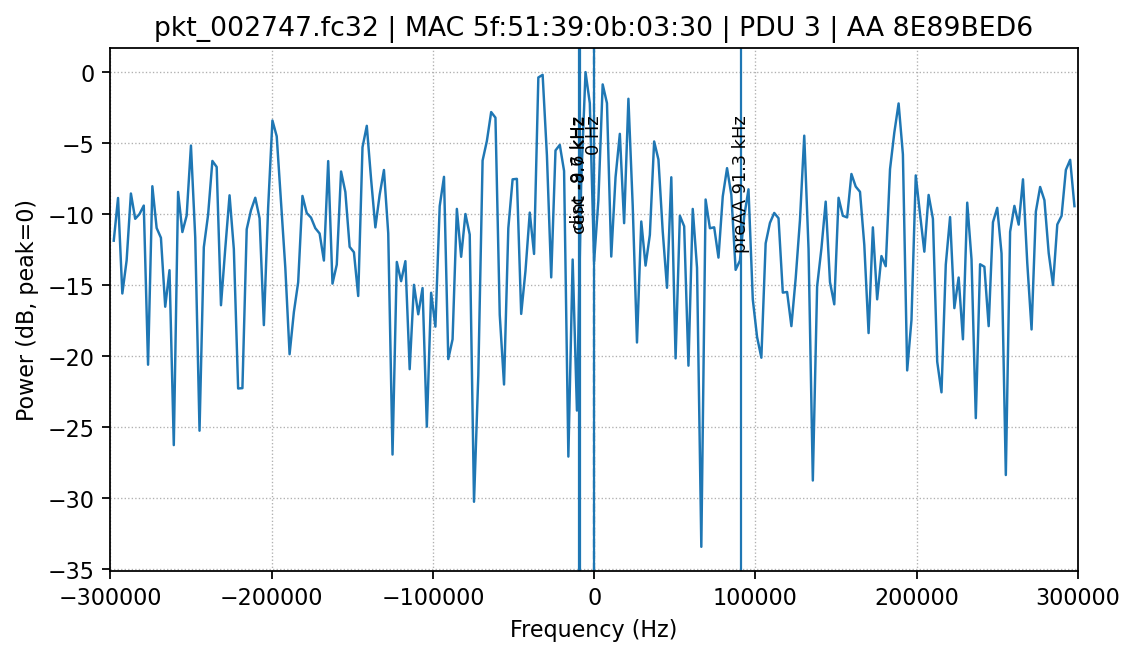 pkt_002747.fc32 | MAC 5f:51:39:0b:03:30 | PDU 3 | AA 8E89BED6
Power (dB, peak=0)
0
−5
−10
−15
−20
−25
−30
−35
kHz
0 Hz
preAA 91.3 kHz
−300000
−200000
−100000
0
100000
200000
300000
Frequency (Hz)